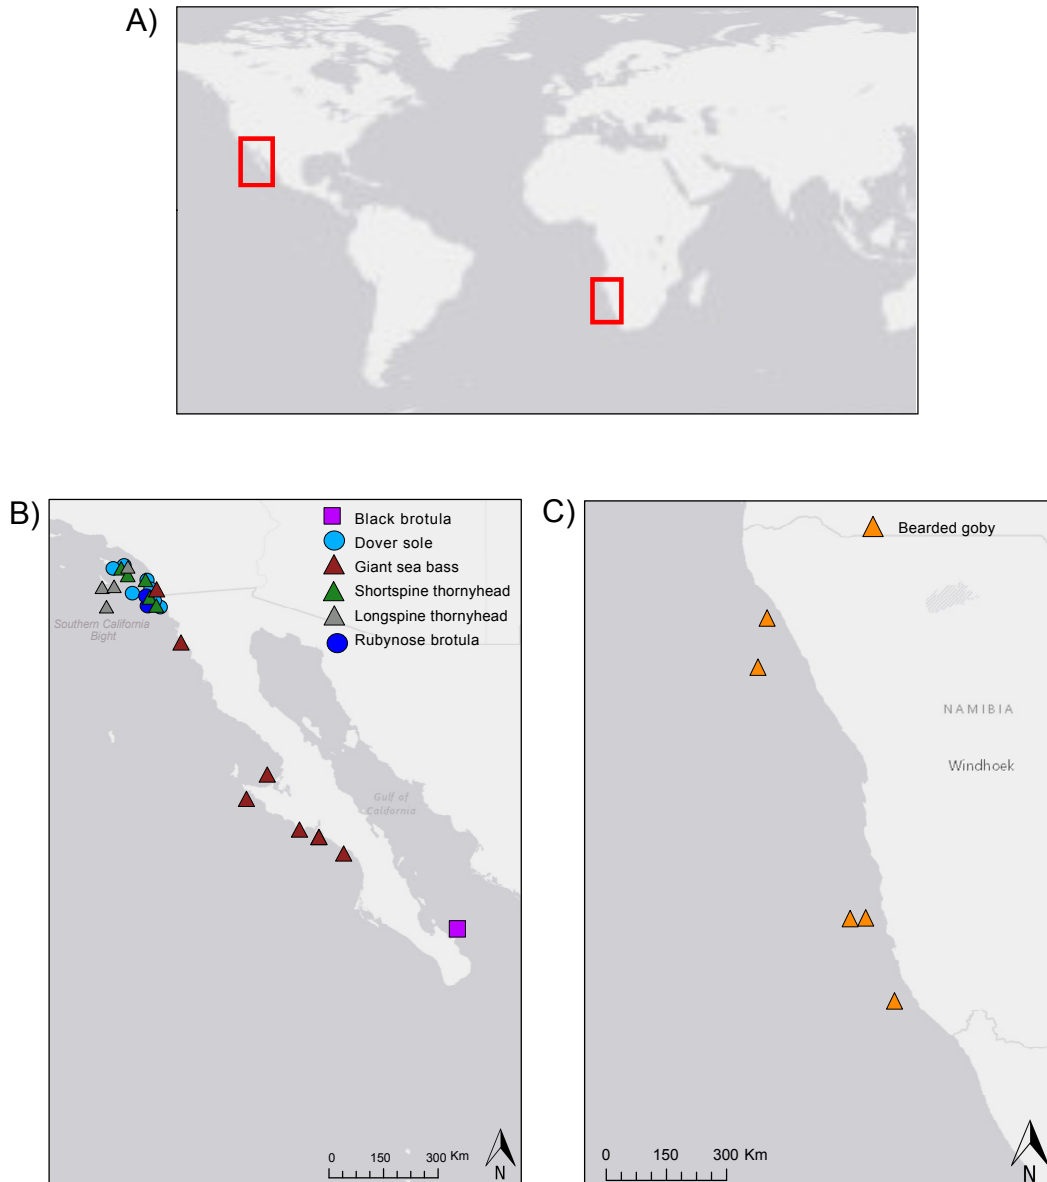 A)
B)
Black brotula
Dover sole
Giant sea bass
Shortspine thornyhead
Longspine thornyhead
Rubynose brotula
Southern California
Bight
Gulf of
California
0 150 300 Km
N
C)
Bearded goby
NAMIBIA
Windhoek
0 150 300 Km
N